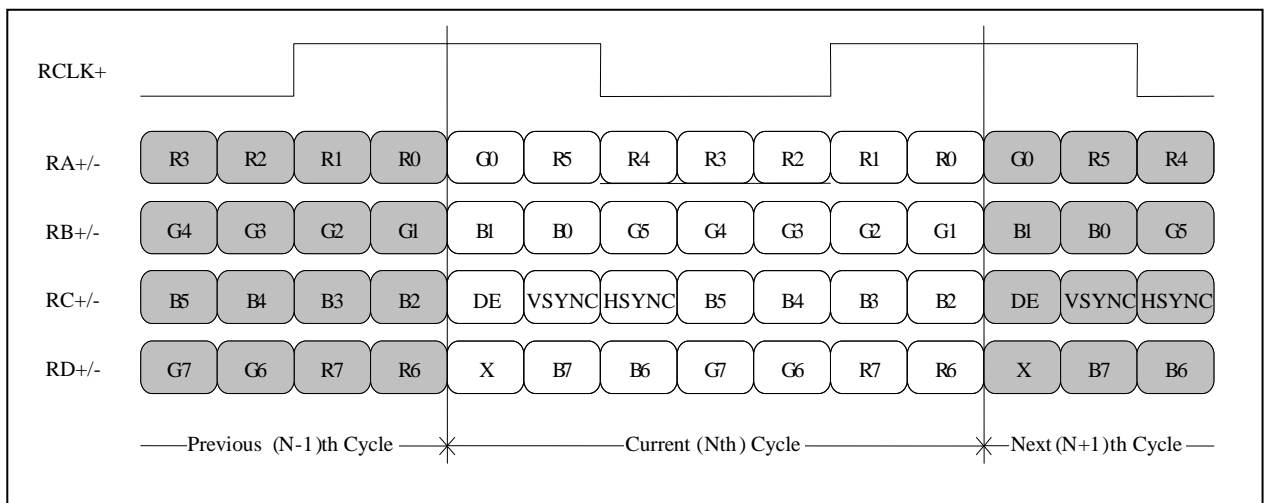 RCLK+
RA+/- R3 R2 R1 R0 G0 R5 R4 R3 R2 R1 R0 G0 R5 R4
RB+/- G4 G3 G2 G1 B1 B0 G5 G4 G3 G2 G1 B1 B0 G5
RC+/- B5 B4 B3 B2 DE VSYNC HSYNC B5 B4 B3 B2 DE VSYNC HSYNC
RD+/- G7 G6 R7 R6 X B7 B6 G7 G6 R7 R6 X B7 B6
Previous (N-1)th Cycle Current (Nth) Cycle Next (N+1)th Cycle